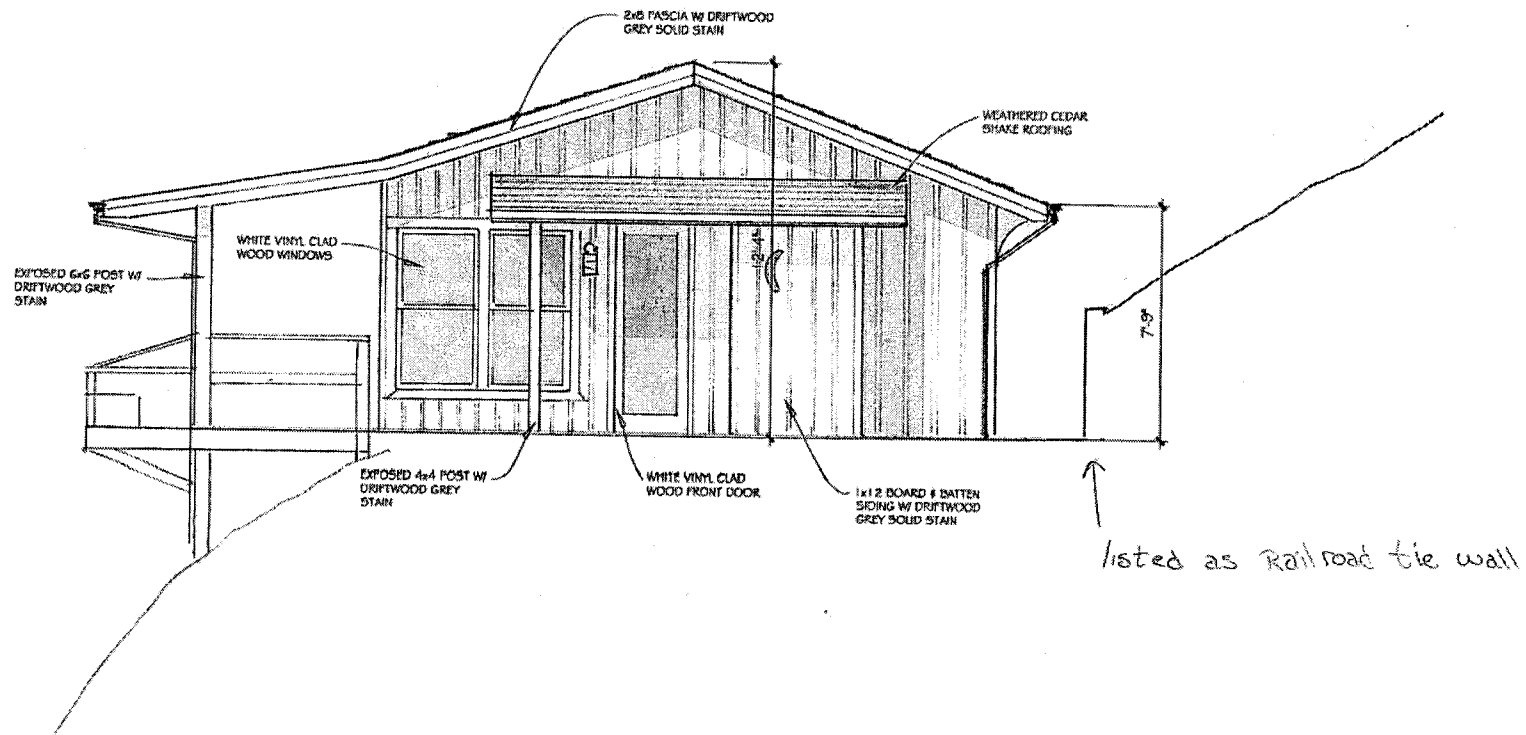 2x8 FASCIA W/ DRIFTWOOD
GREY SOLID STAIN
WEATHERED CEDAR
SHAKE ROOFING
WHITE VINYL CLAD
WOOD WINDOWS
EXPOSED 6x6 POST W/
DRIFTWOOD GREY
STAIN
12'-4"
7'-9"
EXPOSED 4x4 POST W/
DRIFTWOOD GREY
STAIN
WHITE VINYL CLAD
WOOD FRONT DOOR
1x12 BOARD & BATTEN
SIDING W/ DRIFTWOOD
GREY SOLID STAIN
listed as Railroad tie wall